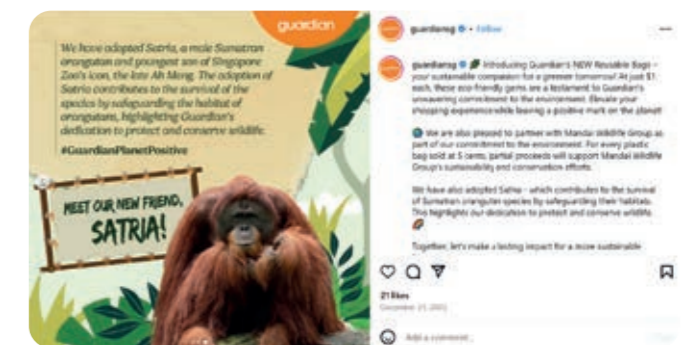 guardian
We have adopted Satria, a male Sumatran
orangutan and youngest son of Singapore
Zoo's icon, the late Ah Meng. The adoption of
Satria contributes to the survival of the
species by safeguarding the habitat of
orangutans, highlighting Guardian's
dedication to protect and conserve wildlife.
#GuardianPlanetPositive
MEET OUR NEW FRIEND,
SATRIA!
guardiansg • Follow
guardiansg Introducing Guardian's NEW Reusable Bags -
your sustainable companion for a greener tomorrow! At just $1
each, these eco-friendly gems are a testament to Guardian's
unwavering commitment to the environment. Elevate your
shopping experience while leaving a positive mark on the planet!
We are also pleased to partner with Mandai Wildlife Group as
part of our commitment to the environment. For every plastic
bag sold at 5 cents, partial proceeds will support Mandai Wildlife
Group's sustainability and conservation efforts.
We have also adopted Satria - which contributes to the survival
of Sumatran orangutan species by safeguarding their habitats.
This highlights our dedication to protect and conserve wildlife.
Together, let's make a lasting impact for a more sustainable
21 likes
December
Add a comment...